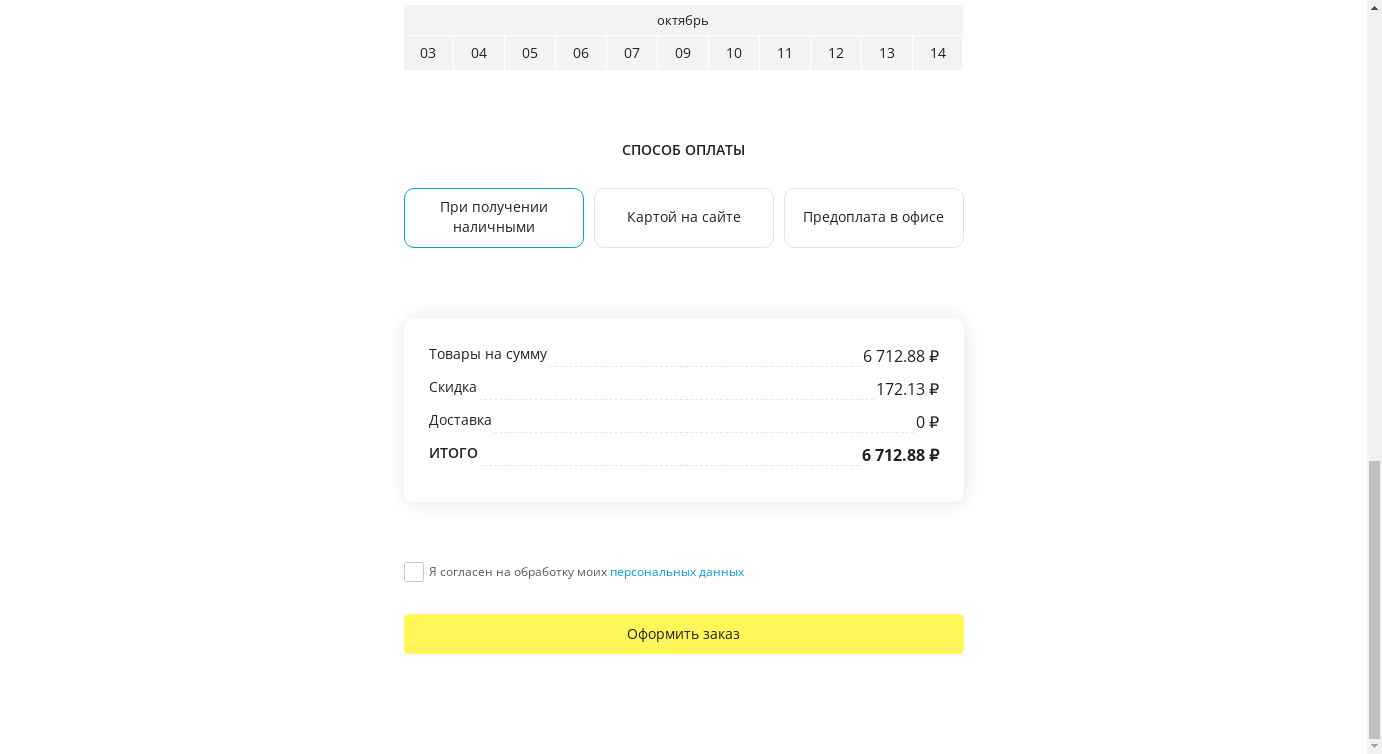 октябрь
03 04 05 06 07 09 10 11 12 13 14
СПОСОБ ОПЛАТЫ
При получении
наличными
Картой на сайте
Предоплата в офисе
Товары на сумму 6 712.88 ₽
Скидка 172.13 ₽
Доставка 0 ₽
ИТОГО 6 712.88 ₽
Я согласен на обработку моих персональных данных
Оформить заказ